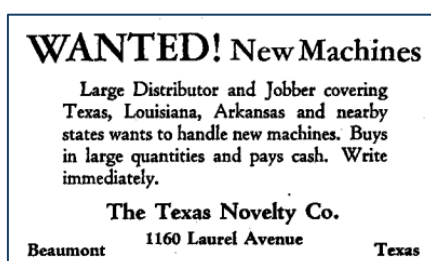 WANTED! New Machines
Large Distributor and Jobber covering
Texas, Louisiana, Arkansas and nearby
states wants to handle new machines. Buys
in large quantities and pays cash. Write
immediately.
The Texas Novelty Co.
1160 Laurel Avenue
Beaumont Texas